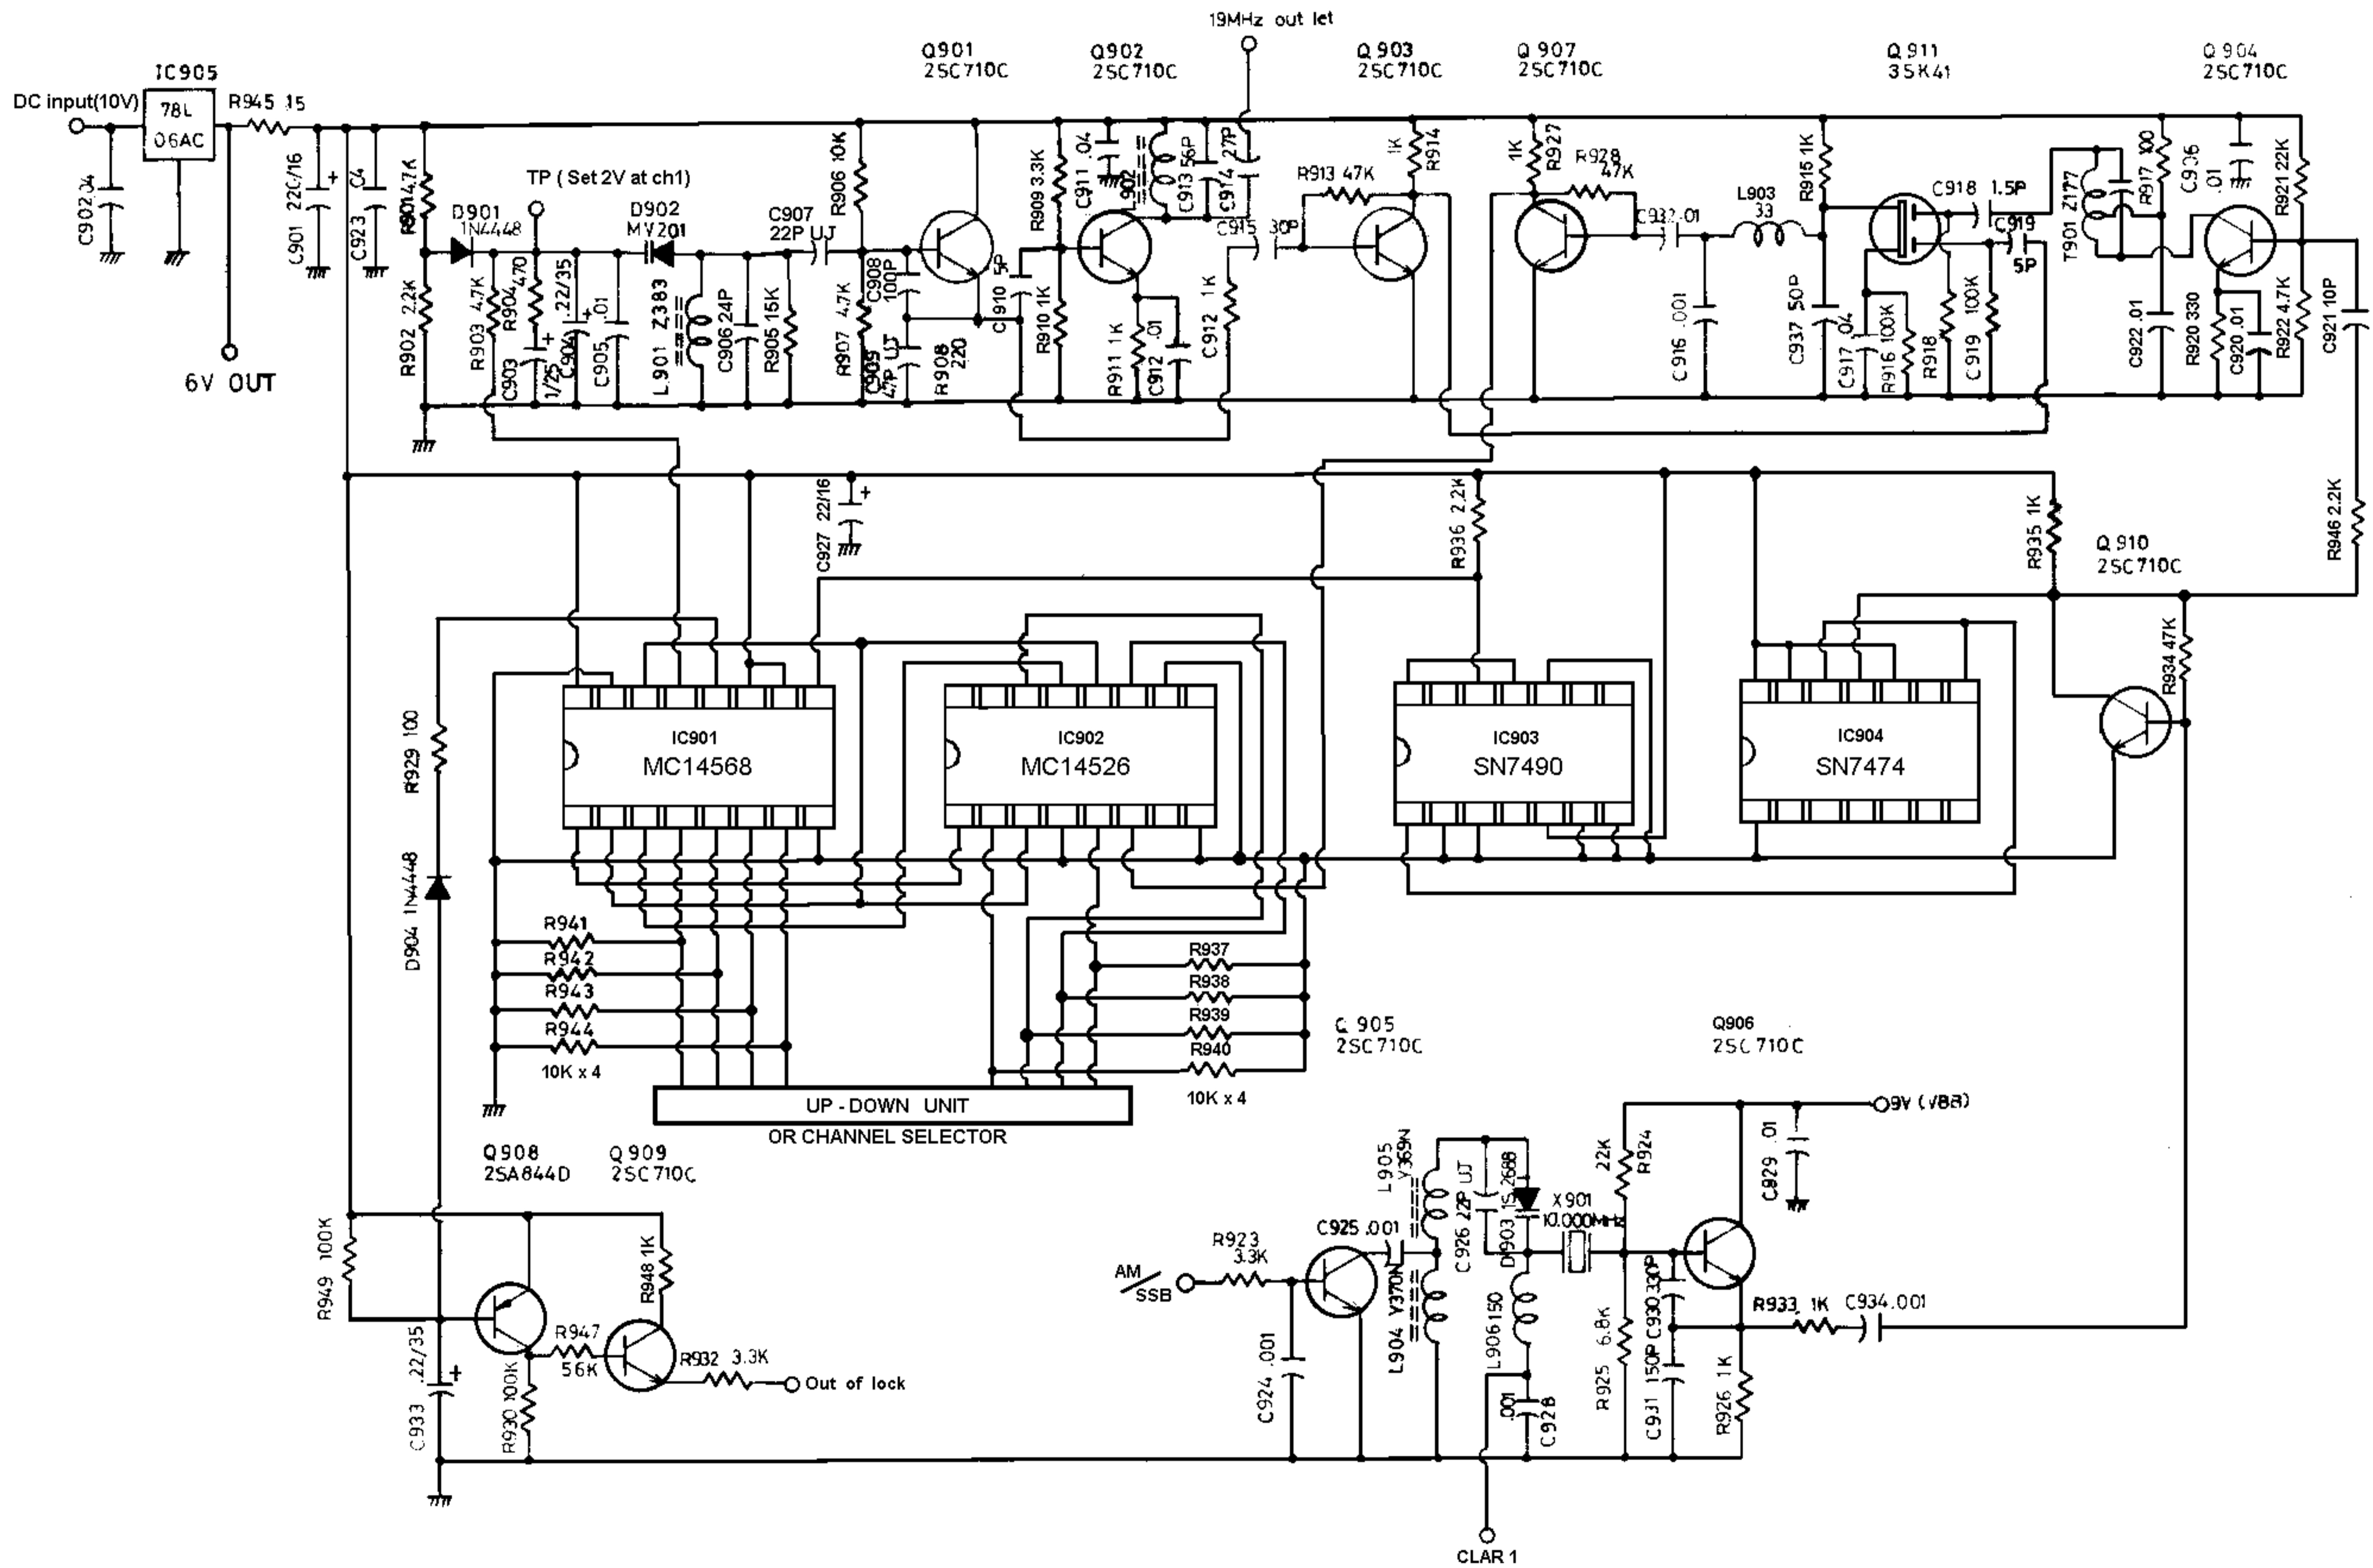 19MHz out let
Q901
2SC710C
Q902
2SC710C
Q903
2SC710C
Q907
2SC710C
Q911
3SK41
Q904
2SC710C
IC905
DC input(10V)
78L
06AC
R945 15
C902 .04
C901 220/16
+
C923
R901 4.7K
R902 2.2K
TP ( Set 2V at ch1)
D901
1N4448
D902
MV201
C907
22P UJ
R906 10K
R903 4.7K
R904
470
C903
1/25
+
C904
.22/35
+
C905 .01
L901 Z383
C906 24P
R905 15K
R907 4.7K
C908
100P
C909
47P UJ
R908
220
C910
R909 3.3K
R910 1K
C911 .04
L902
C913 56P
C914 27P
R911 1K
C912 .01
C912 1K
C915 30P
R913 47K
1K
R914
1K
R927
R928
47K
C932 .01
L903
33
C916 .001
R915 1K
C937 50P
C917 .04
R916 100K
R918
C919 100K
C918 1.5P
C919
5P
T901 Z177
R917 100
C906
.01
R921 22K
C922 .01
R920 330
C920 .01
R922 4.7K
C921 10P
6V OUT
C927 22/16
+
R936 2.2K
R935 1K
Q910
2SC710C
R946 2.2K
R934 47K
IC901
MC14568
IC902
MC14526
IC903
SN7490
IC904
SN7474
R929 100
D904 1N4448
R941
R942
R943
R944
10K x 4
R937
R938
R939
R940
10K x 4
UP - DOWN UNIT
OR CHANNEL SELECTOR
Q905
2SC710C
Q906
2SC710C
Q908
2SA844D
Q909
2SC710C
9V (VBB)
R949 100K
R948 1K
R947
56K
R932 3.3K
Out of lock
C933 .22/35
+
R930 100K
AM
SSB
R923
3.3K
C924 .001
C925 .001
L905
Y369N
L904 Y370N
C926 22P UJ
D903 1S2688
X901
10.000MHz
22K
R924
C929 .01
L906 150
.001
C928
R925 6.8K
C931 150P
C930 330P
R926 1K
R933 1K
C934 .001
CLAR 1